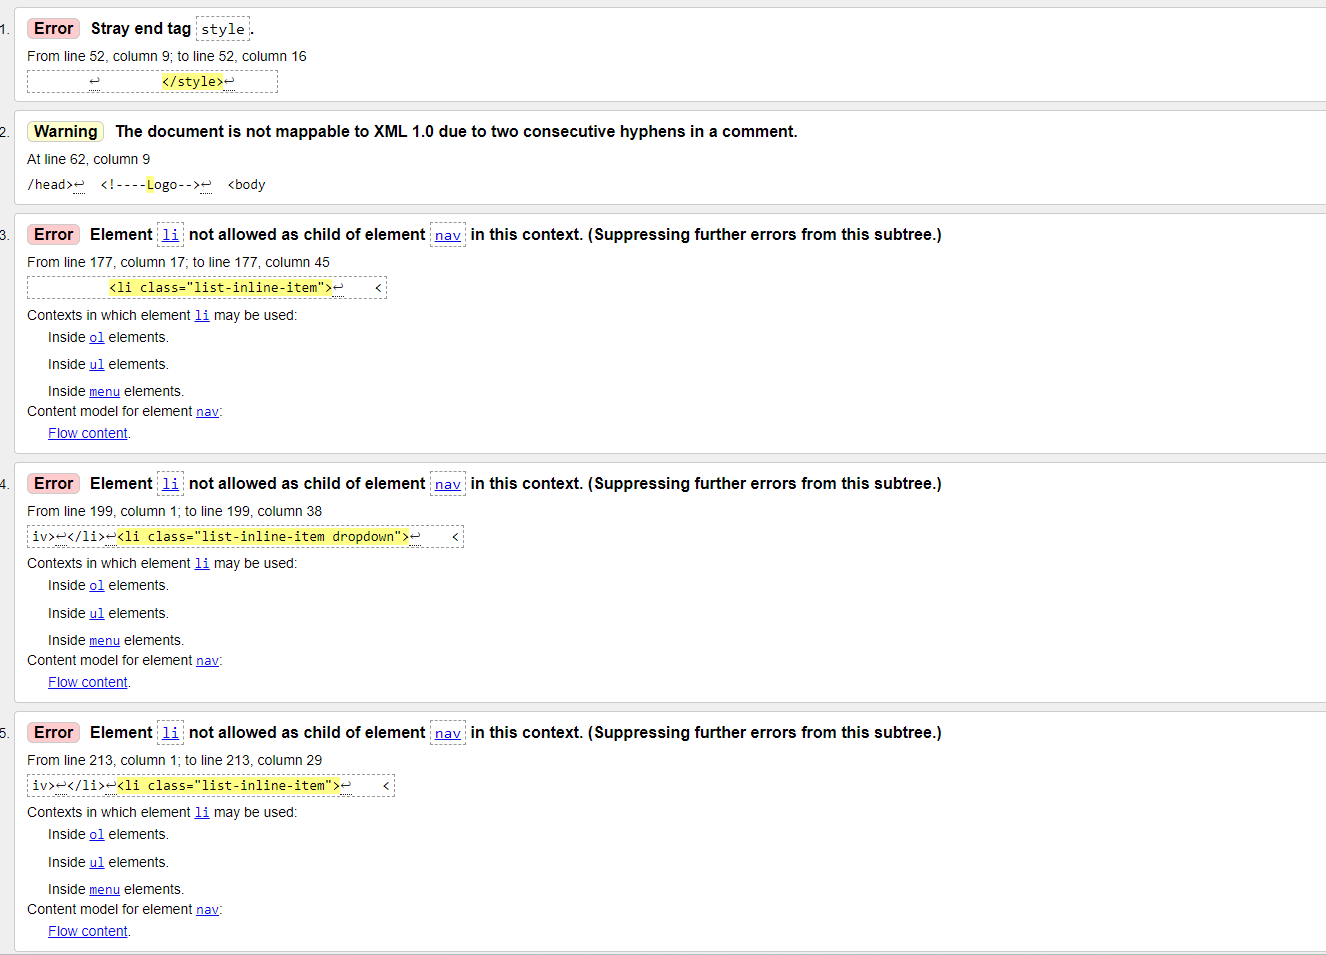 1. Error Stray end tag style.
From line 52, column 9; to line 52, column 16
↩ </style>↩
2. Warning The document is not mappable to XML 1.0 due to two consecutive hyphens in a comment.
At line 62, column 9
/head>↩ <!----Logo-->↩ <body
3. Error Element li not allowed as child of element nav in this context. (Suppressing further errors from this subtree.)
From line 177, column 17; to line 177, column 45
<li class="list-inline-item">↩ <
Contexts in which element li may be used:
Inside ol elements.
Inside ul elements.
Inside menu elements.
Content model for element nav:
Flow content.
4. Error Element li not allowed as child of element nav in this context. (Suppressing further errors from this subtree.)
From line 199, column 1; to line 199, column 38
iv>↩</li>↩<li class="list-inline-item dropdown">↩ <
Contexts in which element li may be used:
Inside ol elements.
Inside ul elements.
Inside menu elements.
Content model for element nav:
Flow content.
5. Error Element li not allowed as child of element nav in this context. (Suppressing further errors from this subtree.)
From line 213, column 1; to line 213, column 29
iv>↩</li>↩<li class="list-inline-item">↩ <
Contexts in which element li may be used:
Inside ol elements.
Inside ul elements.
Inside menu elements.
Content model for element nav:
Flow content.